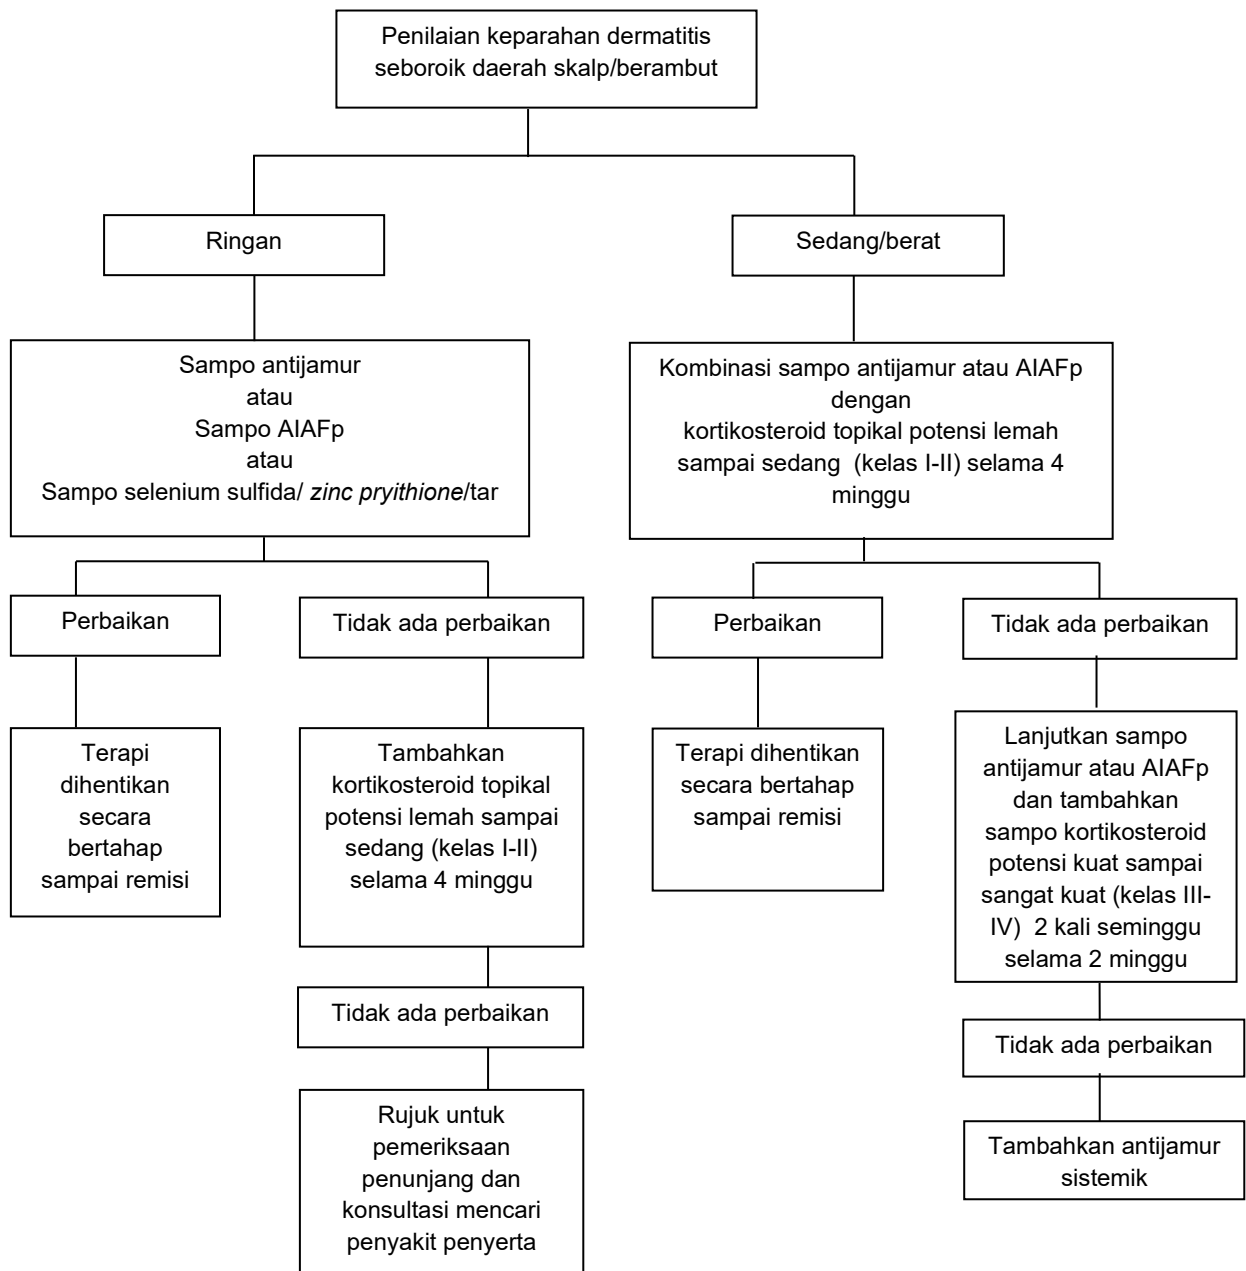 Penilaian keparahan dermatitis
seboroik daerah skalp/berambut
Ringan
Sedang/berat
Sampo antijamur
atau
Sampo AIAFp
atau
Sampo selenium sulfida/ zinc pryithione/tar
Kombinasi sampo antijamur atau AIAFp
dengan
kortikosteroid topikal potensi lemah
sampai sedang (kelas I-II) selama 4
minggu
Perbaikan
Tidak ada perbaikan
Perbaikan
Tidak ada perbaikan
Terapi
dihentikan
secara
bertahap
sampai remisi
Tambahkan
kortikosteroid topikal
potensi lemah sampai
sedang (kelas I-II)
selama 4 minggu
Terapi dihentikan
secara bertahap
sampai remisi
Lanjutkan sampo
antijamur atau AIAFp
dan tambahkan
sampo kortikosteroid
potensi kuat sampai
sangat kuat (kelas III-
IV) 2 kali seminggu
selama 2 minggu
Tidak ada perbaikan
Tidak ada perbaikan
Rujuk untuk
pemeriksaan
penunjang dan
konsultasi mencari
penyakit penyerta
Tambahkan antijamur
sistemik